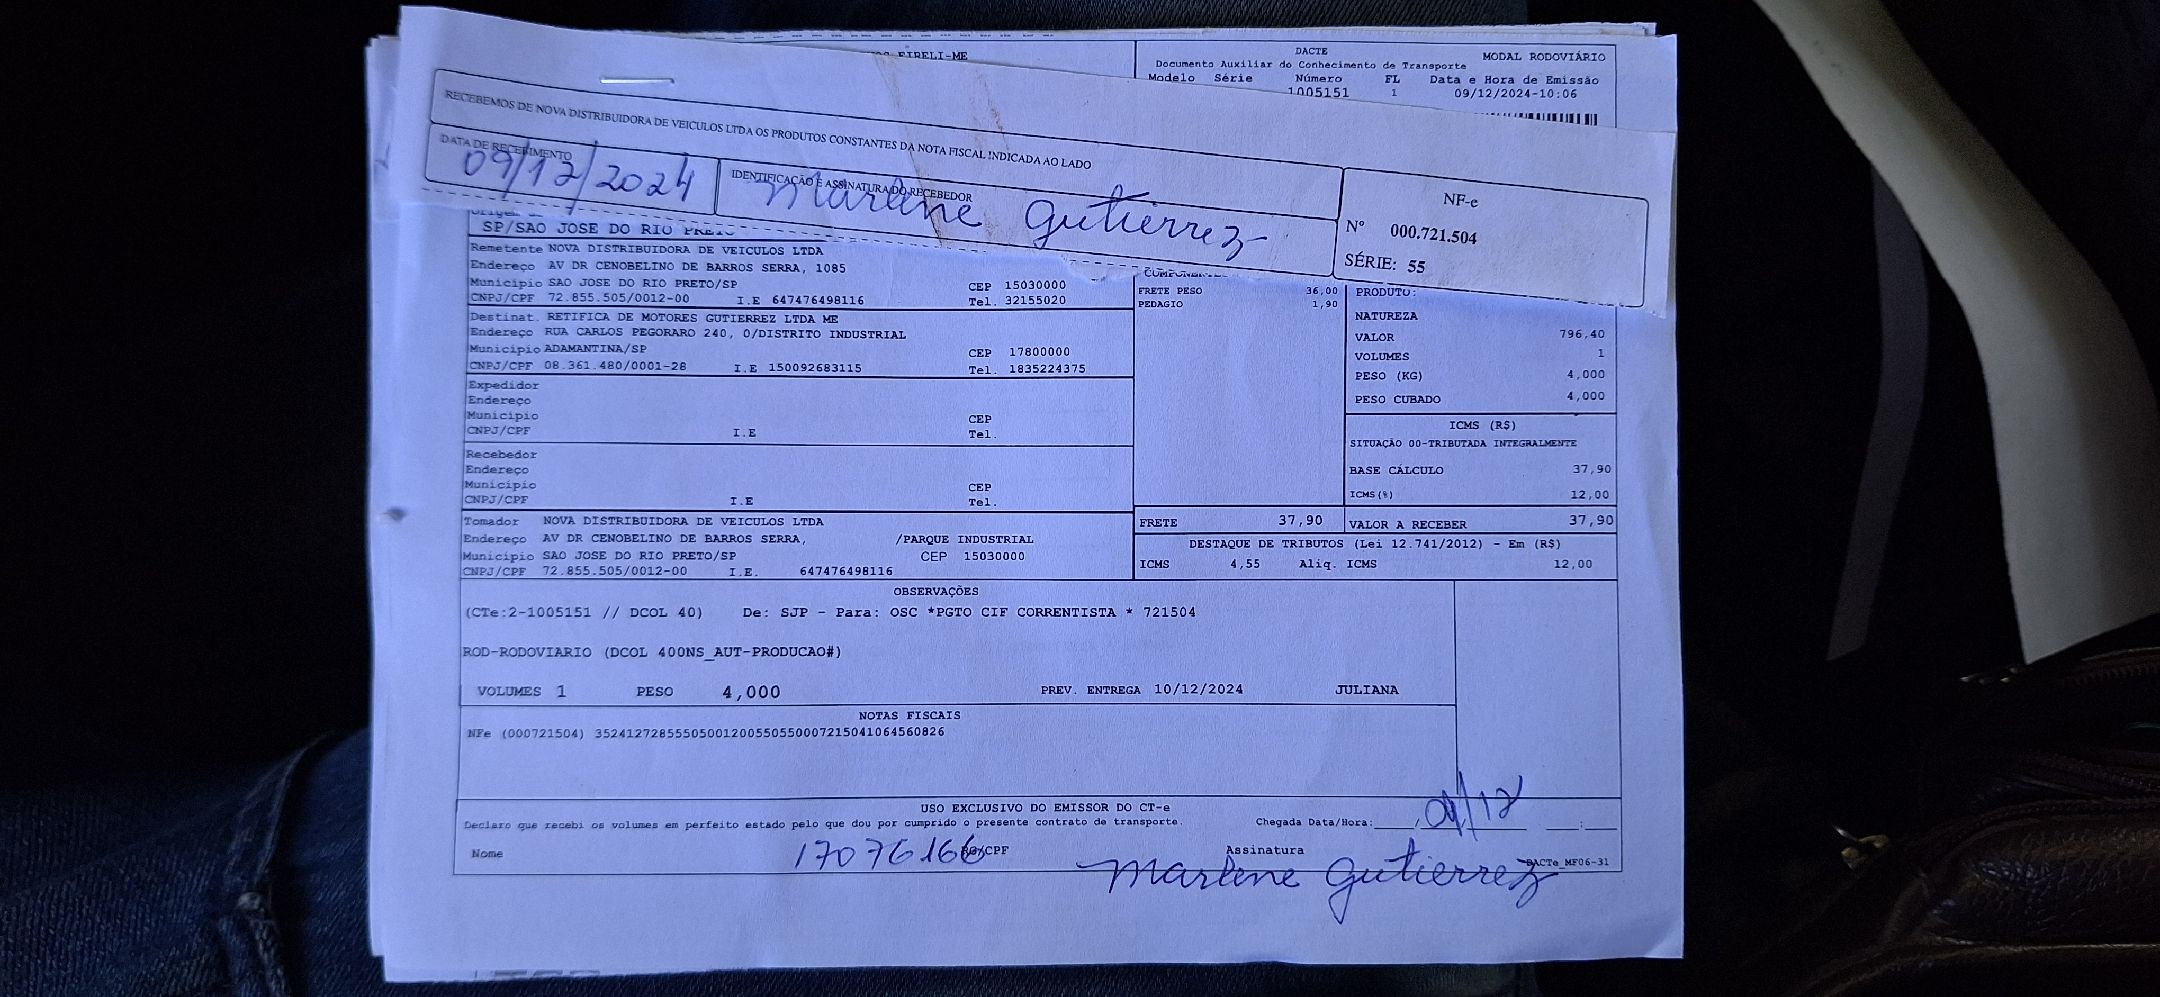 EIRELI-ME
DACTE
MODAL RODOVIÁRIO
Documento Auxiliar do Conhecimento de Transporte
Modelo Série Número FL Data e Hora de Emissão
1005151 1 09/12/2024-10:06
RECEBEMOS DE NOVA DISTRIBUIDORA DE VEICULOS LTDA OS PRODUTOS CONSTANTES DA NOTA FISCAL INDICADA AO LADO
DATA DE RECEBIMENTO
09/12/2024
IDENTIFICAÇÃO E ASSINATURA DO RECEBEDOR
Marlene Gutierrez
NF-e
Nº 000.721.504
SÉRIE: 55
SP/SAO JOSE DO RIO PRETO
Remetente NOVA DISTRIBUIDORA DE VEICULOS LTDA
Endereço AV DR CENOBELINO DE BARROS SERRA, 1085
Municipio SAO JOSE DO RIO PRETO/SP CEP 15030000
CNPJ/CPF 72.855.505/0012-00 I.E 647476498116 Tel. 32155020
Destinat. RETIFICA DE MOTORES GUTIERREZ LTDA ME
Endereço RUA CARLOS PEGORARO 240, 0/DISTRITO INDUSTRIAL
Municipio ADAMANTINA/SP CEP 17800000
CNPJ/CPF 08.361.480/0001-28 I.E 150092683115 Tel. 1835224375
Expedidor
Endereço
Municipio CEP
CNPJ/CPF I.E Tel.
Recebedor
Endereço
Municipio CEP
CNPJ/CPF I.E Tel.
Tomador NOVA DISTRIBUIDORA DE VEICULOS LTDA
Endereço AV DR CENOBELINO DE BARROS SERRA, /PARQUE INDUSTRIAL
Municipio SAO JOSE DO RIO PRETO/SP CEP 15030000
CNPJ/CPF 72.855.505/0012-00 I.E. 647476498116
FRETE PESO 36,00
PEDAGIO 1,90
PRODUTO:
NATUREZA
VALOR 796,40
VOLUMES 1
PESO (KG) 4,000
PESO CUBADO 4,000
ICMS (R$)
SITUAÇÃO 00-TRIBUTADA INTEGRALMENTE
BASE CÁLCULO 37,90
ICMS(%) 12,00
FRETE 37,90 VALOR A RECEBER 37,90
DESTAQUE DE TRIBUTOS (Lei 12.741/2012) - Em (R$)
ICMS 4,55 Aliq. ICMS 12,00
OBSERVAÇÕES
(CTe:2-1005151 // DCOL 40) De: SJP - Para: OSC *PGTO CIF CORRENTISTA * 721504
ROD-RODOVIARIO (DCOL 400NS_AUT-PRODUCAO#)
VOLUMES 1 PESO 4,000 PREV. ENTREGA 10/12/2024 JULIANA
NOTAS FISCAIS
NFe (000721504) 35241272855505001200550550007215041064560826
USO EXCLUSIVO DO EMISSOR DO CT-e
Declaro que recebi os volumes em perfeito estado pelo que dou por cumprido o presente contrato de transporte. Chegada Data/Hora: 09/12
Nome 17076166 RG/CPF Assinatura
Marlene Gutierrez
DACTe_MF06-31